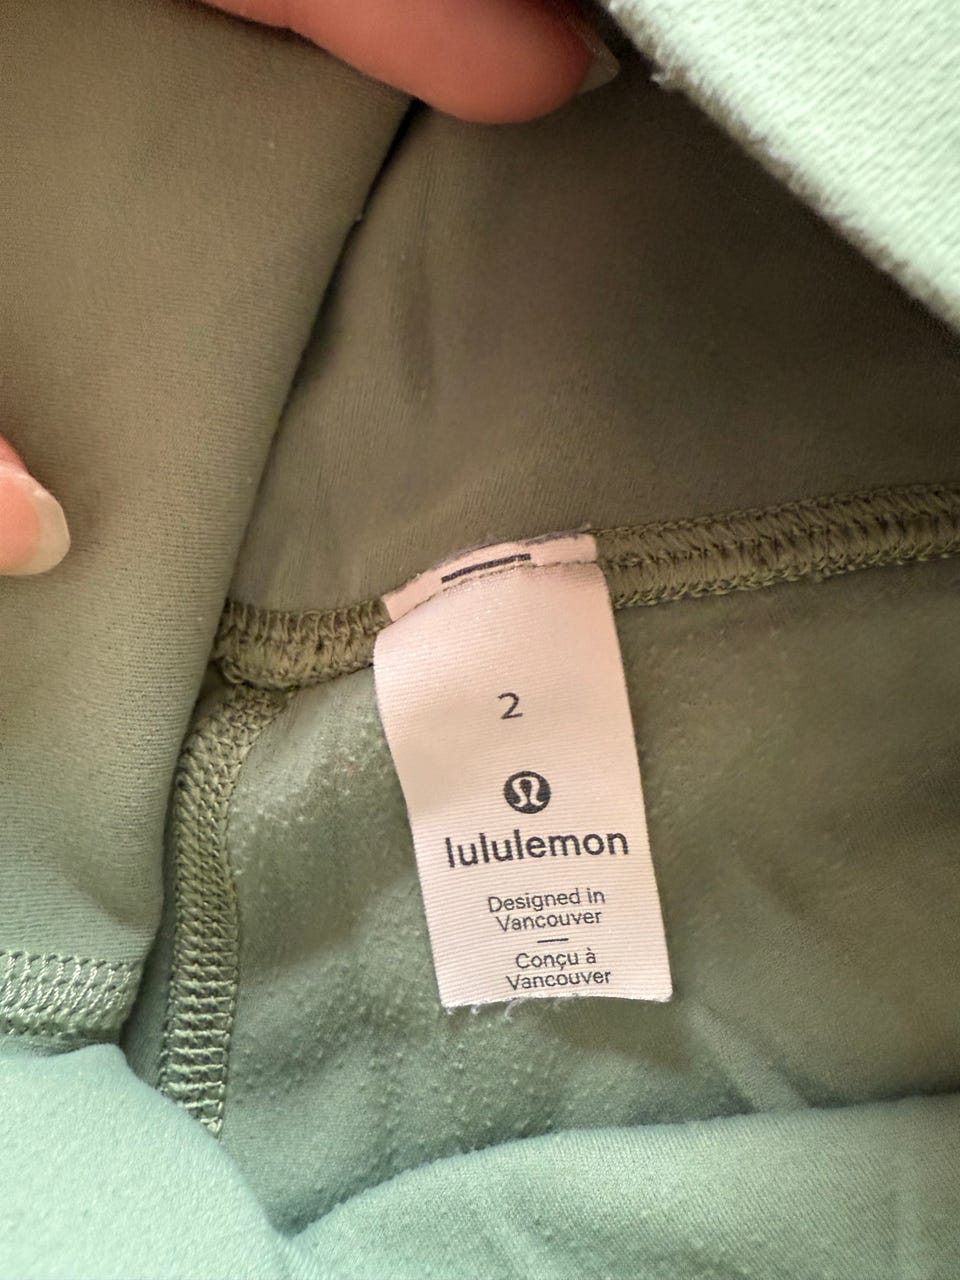 2
lululemon
Designed in
Vancouver
Conçu à
Vancouver